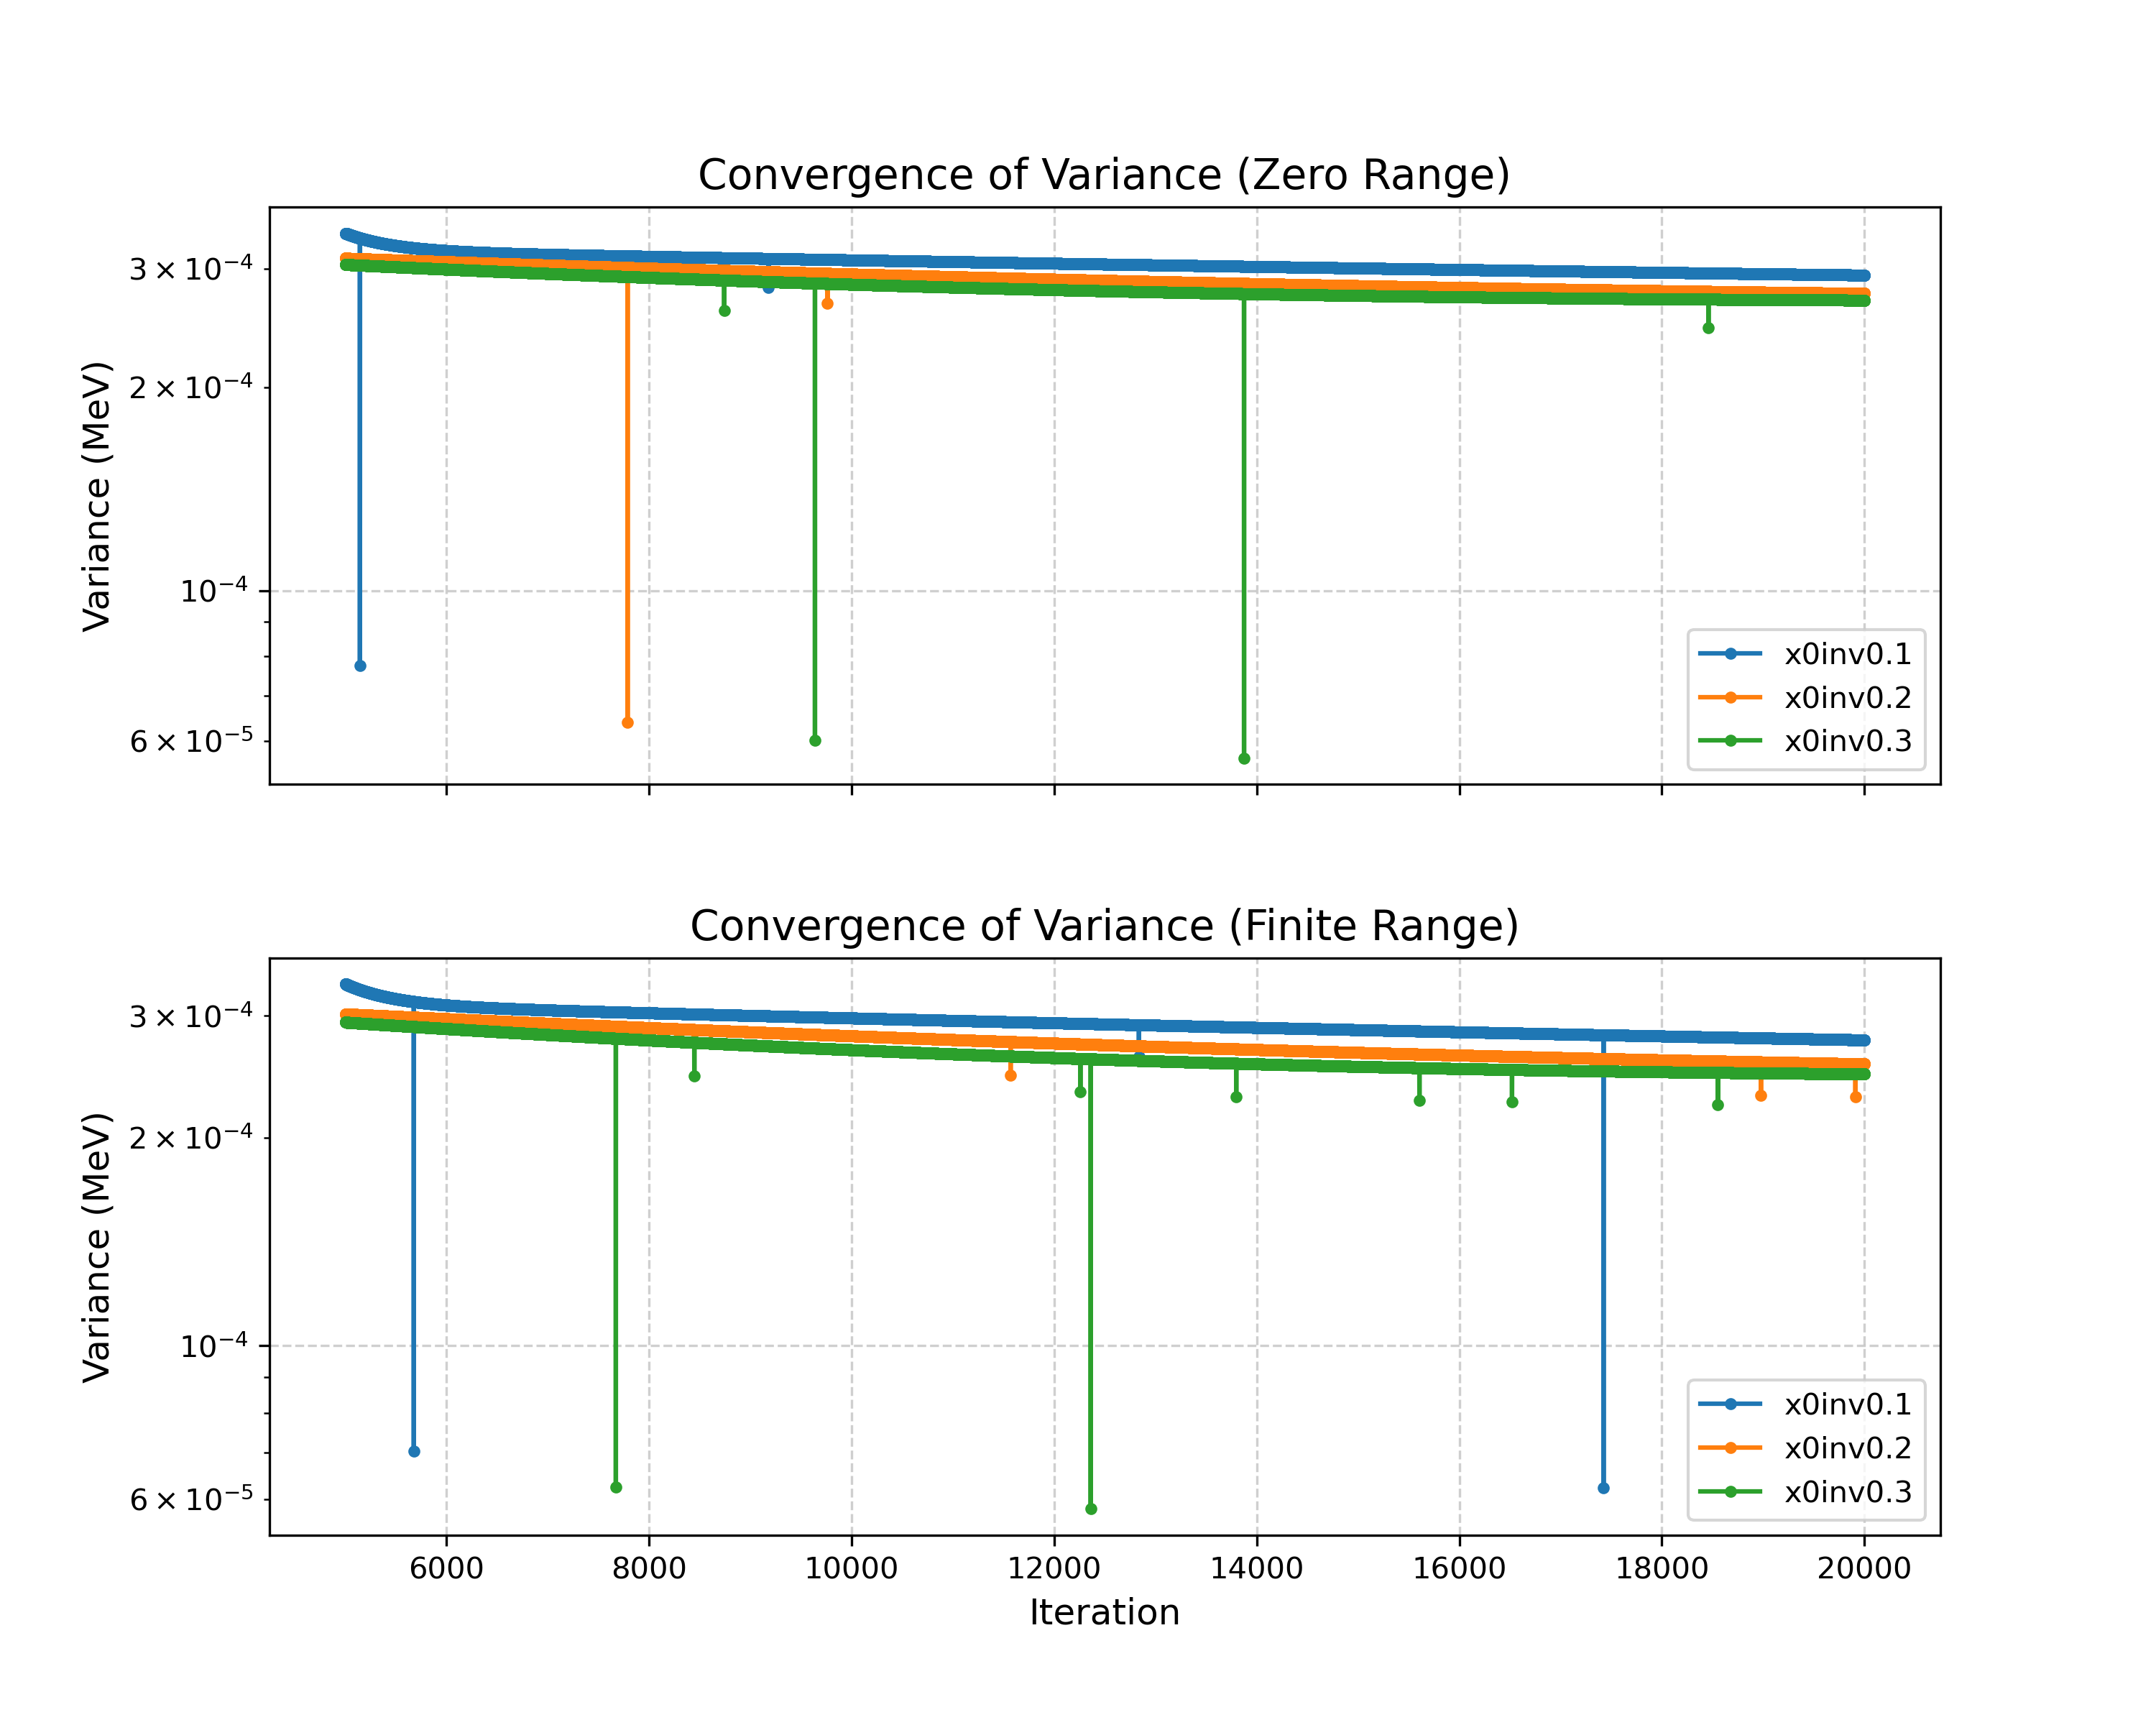 Convergence of Variance (Zero Range)
Variance (MeV)
3 × 10⁻⁴
2 × 10⁻⁴
10⁻⁴
6 × 10⁻⁵
x0inv0.1
x0inv0.2
x0inv0.3
Convergence of Variance (Finite Range)
Variance (MeV)
3 × 10⁻⁴
2 × 10⁻⁴
10⁻⁴
6 × 10⁻⁵
x0inv0.1
x0inv0.2
x0inv0.3
6000 8000 10000 12000 14000 16000 18000 20000
Iteration